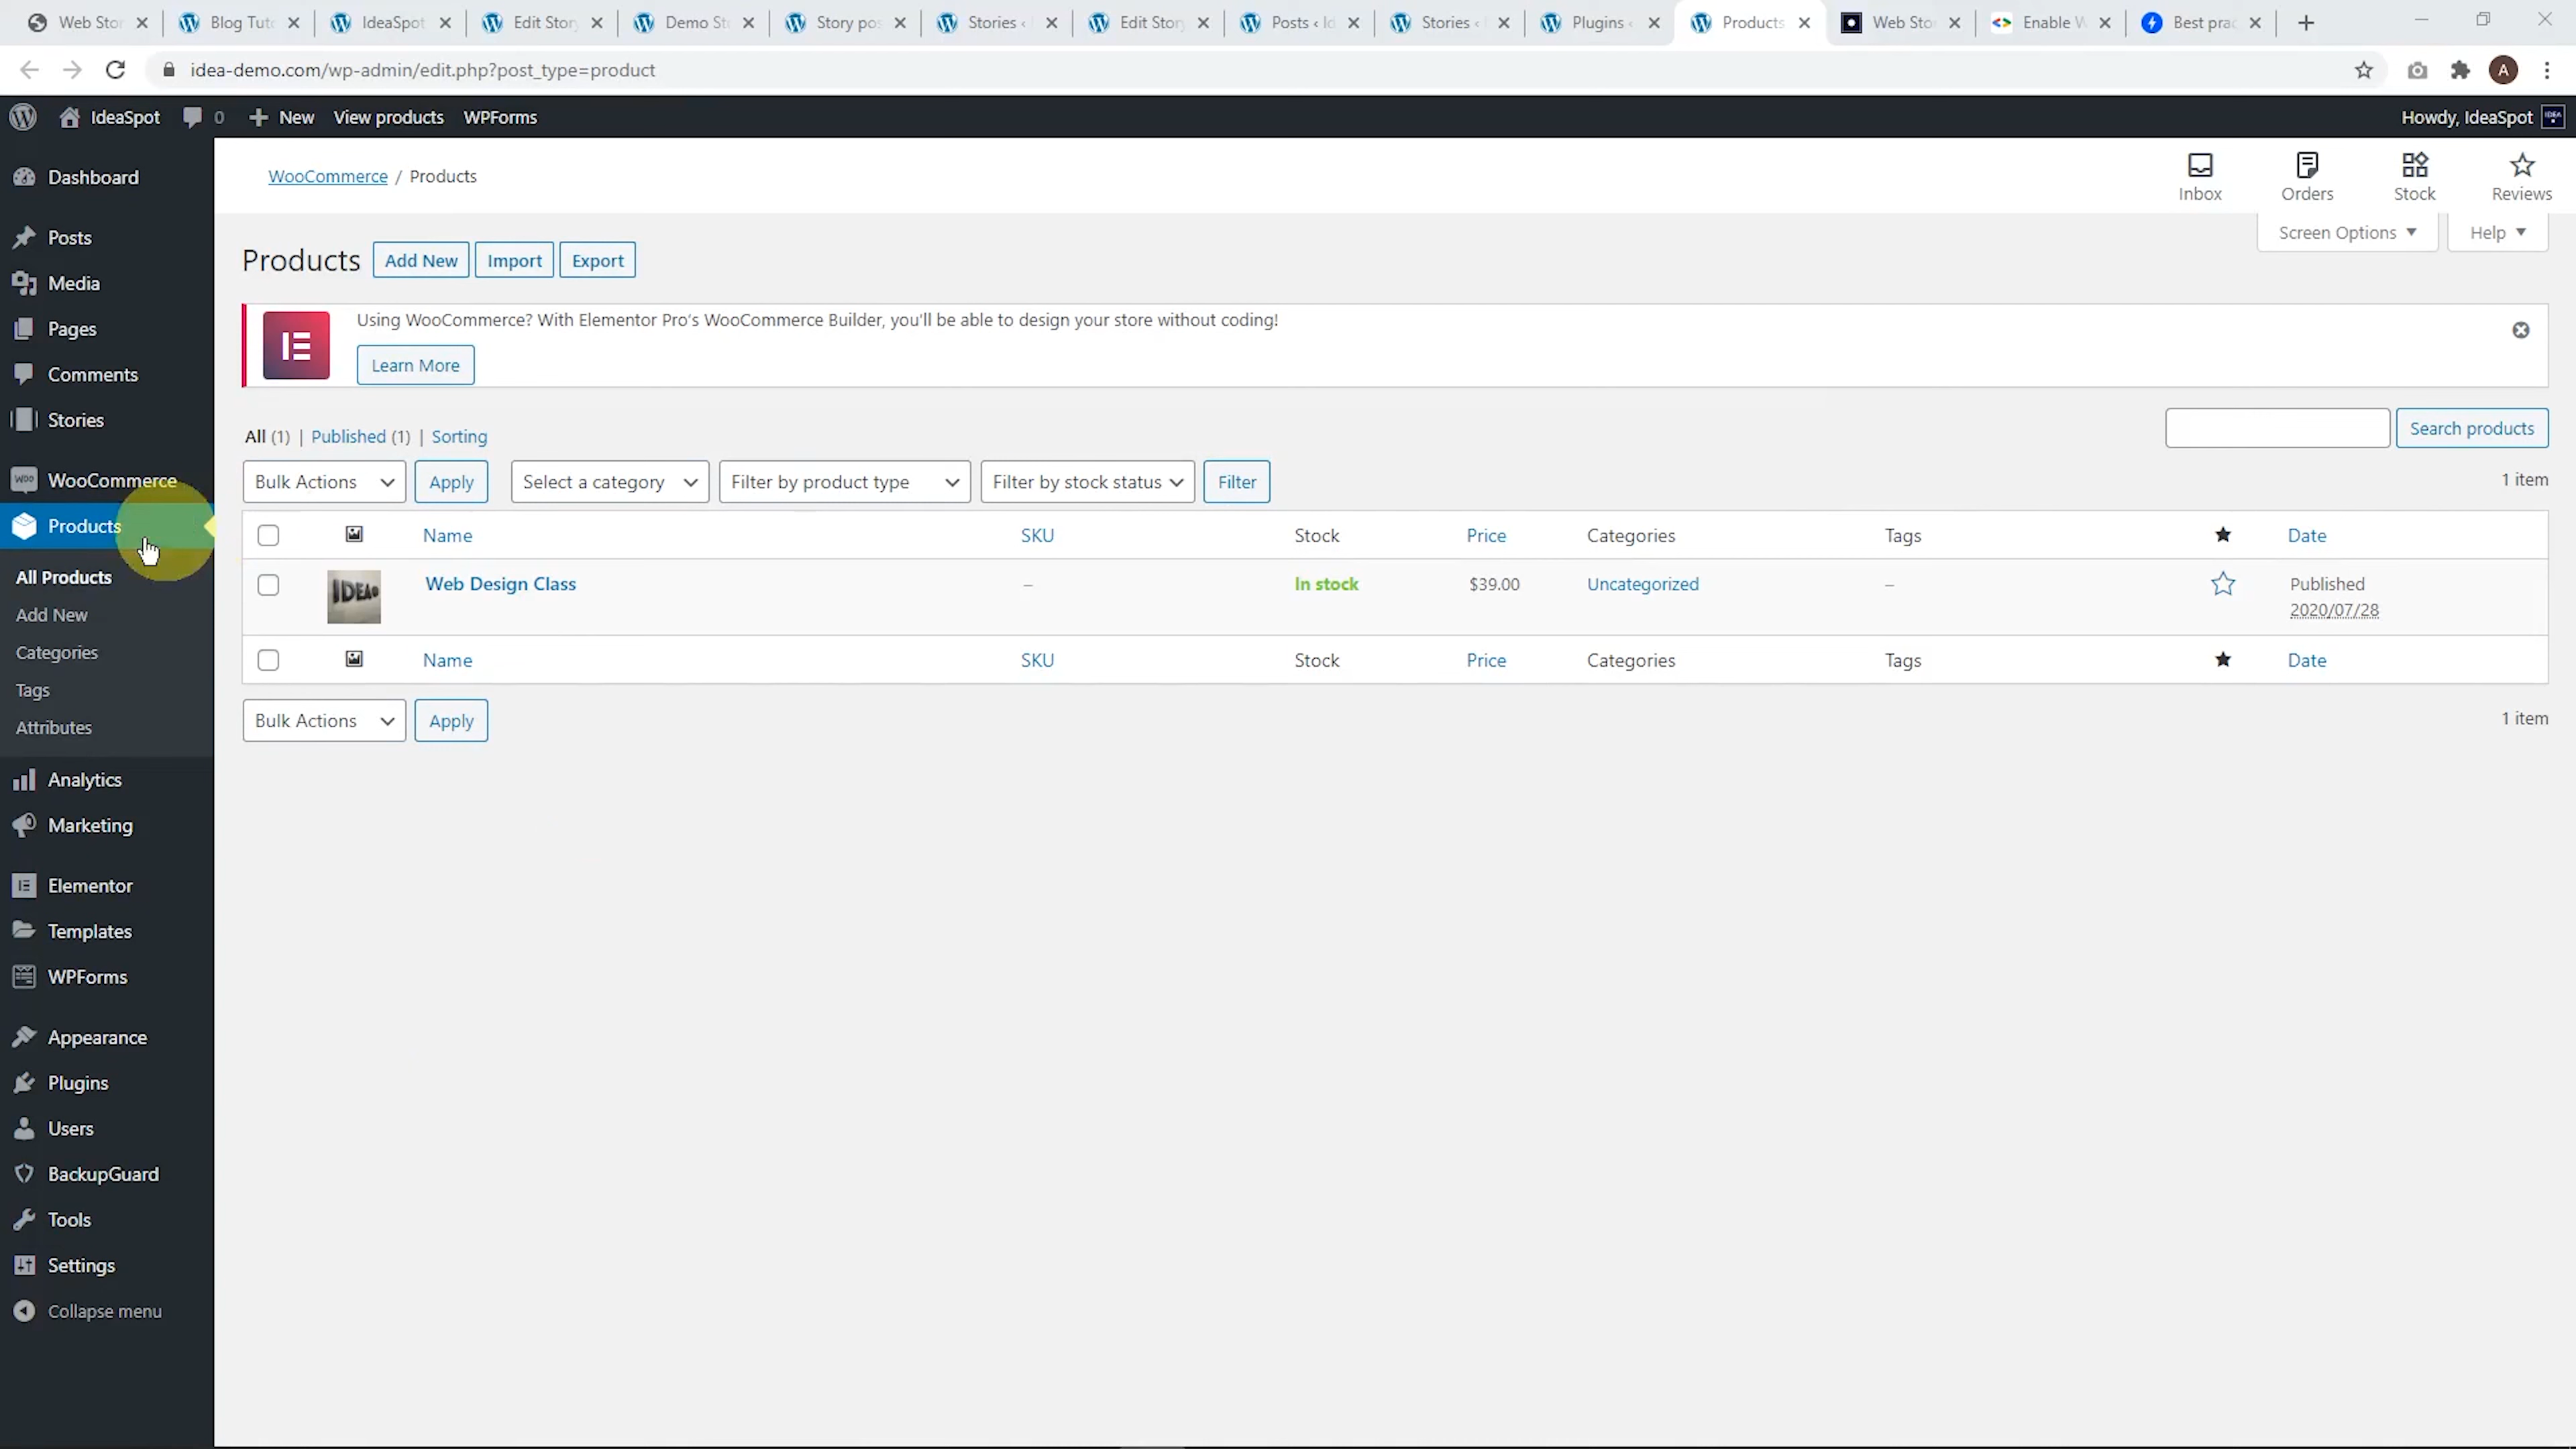 Web Stor
Blog Tuto
IdeaSpot
Edit Story
Demo St
Story pos
Stories ‹
Edit Story
Posts ‹ Id
Stories ‹
Plugins ‹
Products
Web Sto
Enable W
Best prac
idea-demo.com/wp-admin/edit.php?post_type=product
A
IdeaSpot 0 New View products WPForms
Howdy, IdeaSpot
Dashboard
Posts
Media
Pages
Comments
Stories
WooCommerce
Products
All Products
Add New
Categories
Tags
Attributes
Analytics
Marketing
Elementor
Templates
WPForms
Appearance
Plugins
Users
BackupGuard
Tools
Settings
Collapse menu
WooCommerce / Products
Inbox Orders Stock Reviews
Screen Options Help
Products Add New Import Export
Using WooCommerce? With Elementor Pro's WooCommerce Builder, you'll be able to design your store without coding!
Learn More
All (1) | Published (1) | Sorting
Search products
Bulk Actions Apply Select a category Filter by product type Filter by stock status Filter
1 item
Name SKU Stock Price Categories Tags Date
IDEA
Web Design Class – In stock $39.00 Uncategorized – Published
2020/07/28
Name SKU Stock Price Categories Tags Date
Bulk Actions Apply
1 item